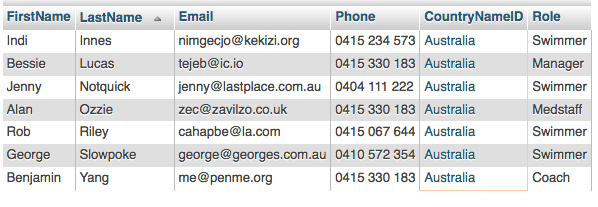 FirstName LastName Email Phone CountryNameID Role
Indi Innes nimgecjo@kekizi.org 0415 234 573 Australia Swimmer
Bessie Lucas tejeb@ic.io 0415 330 183 Australia Manager
Jenny Notquick jenny@lastplace.com.au 0404 111 222 Australia Swimmer
Alan Ozzie zec@zavilzo.co.uk 0415 330 183 Australia Medstaff
Rob Riley cahapbe@la.com 0415 067 644 Australia Swimmer
George Slowpoke george@georges.com.au 0410 572 354 Australia Swimmer
Benjamin Yang me@penme.org 0415 330 183 Australia Coach